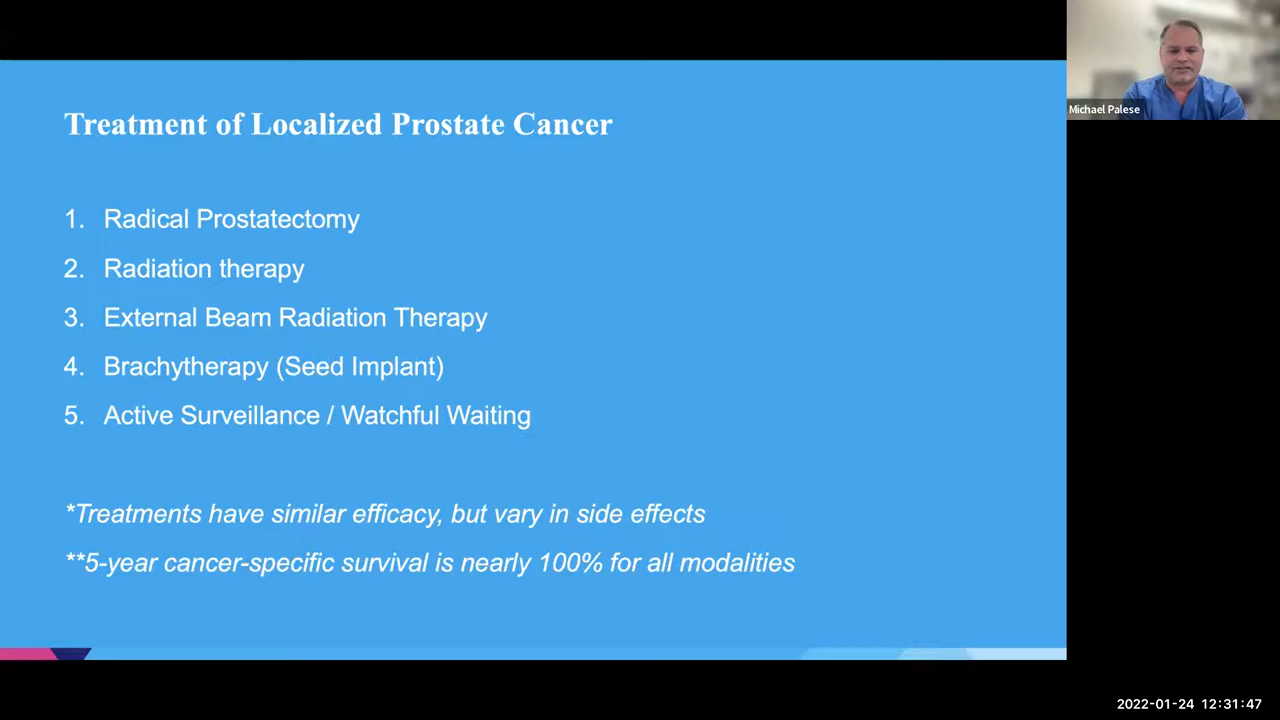 Treatment of Localized Prostate Cancer
1. Radical Prostatectomy
2. Radiation therapy
3. External Beam Radiation Therapy
4. Brachytherapy (Seed Implant)
5. Active Surveillance / Watchful Waiting
*Treatments have similar efficacy, but vary in side effects
**5-year cancer-specific survival is nearly 100% for all modalities
Michael Palese
2022-01-24 12:31:47